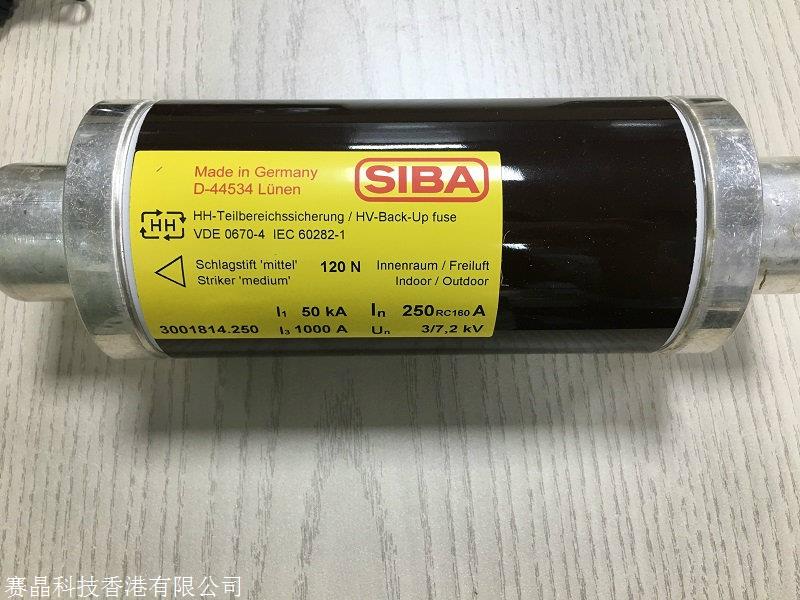 Made in Germany
D-44534 Lünen
SIBA
HH
HH-Teilbereichssicherung / HV-Back-Up fuse
VDE 0670-4 IEC 60282-1
Schlagstift 'mittel' 120 N Innenraum / Freiluft
Striker 'medium' Indoor / Outdoor
I1 50 kA In 250RC160 A
3001814.250 I3 1000 A Un 3/7,2 kV
赛晶科技香港有限公司